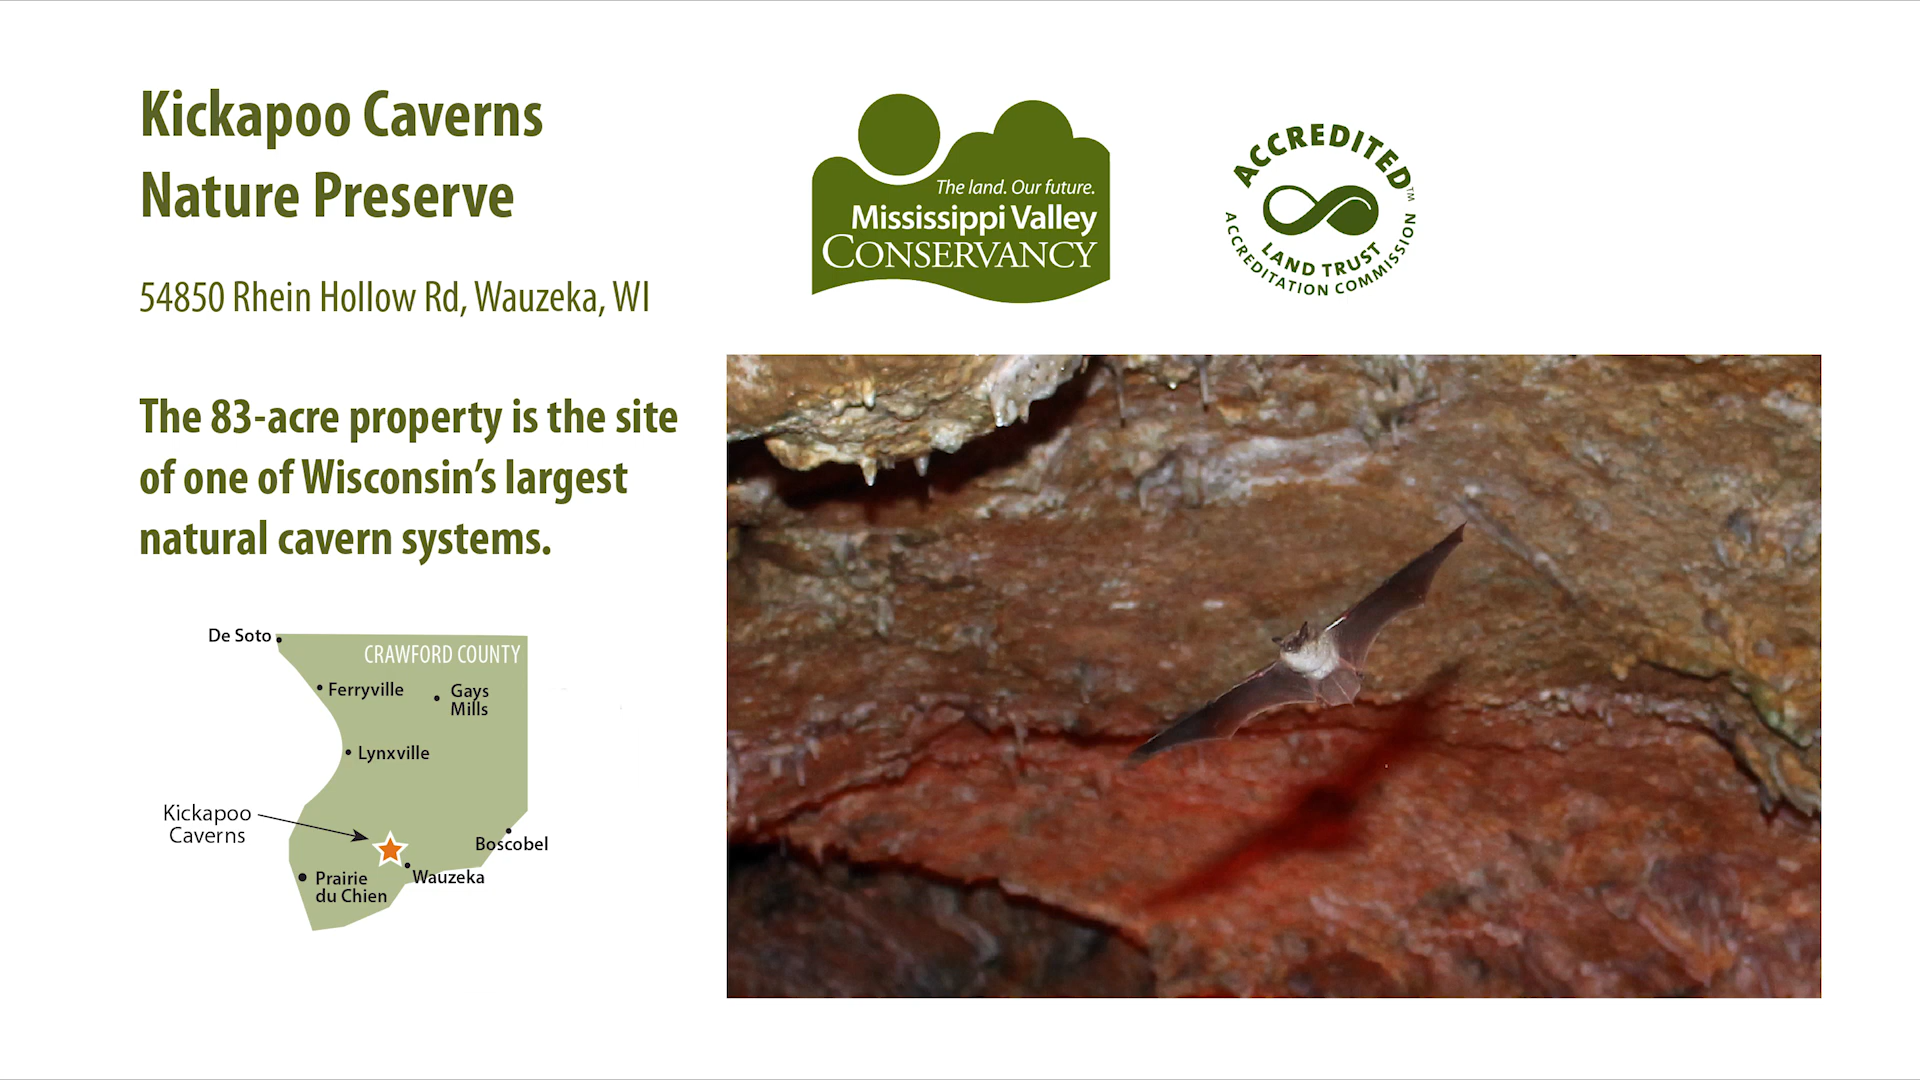 Kickapoo Caverns
Nature Preserve
54850 Rhein Hollow Rd, Wauzeka, WI
The 83-acre property is the site
of one of Wisconsin's largest
natural cavern systems.
The land. Our future.
Mississippi Valley
CONSERVANCY
ACCREDITED™
LAND TRUST
ACCREDITATION COMMISSION
De Soto
CRAWFORD COUNTY
Ferryville
Gays
Mills
Lynxville
Kickapoo
Caverns
Boscobel
Wauzeka
Prairie
du Chien